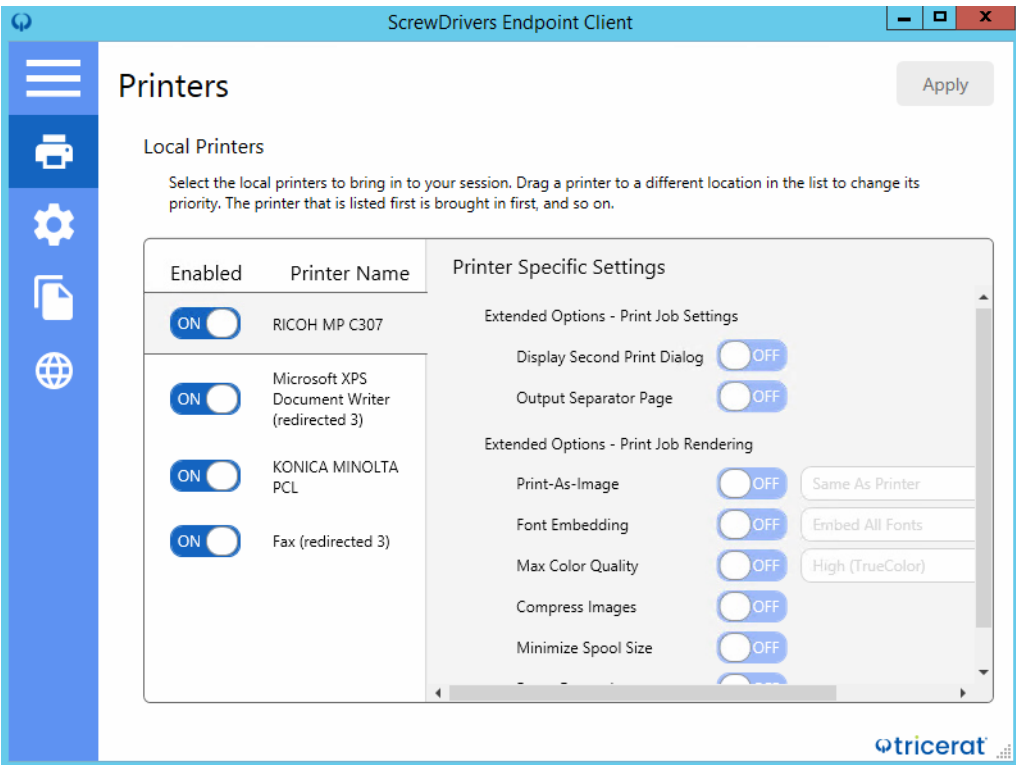 ScrewDrivers Endpoint Client
Printers
Apply
Local Printers
Select the local printers to bring in to your session. Drag a printer to a different location in the list to change its
priority. The printer that is listed first is brought in first, and so on.
Enabled
Printer Name
ON
RICOH MP C307
ON
Microsoft XPS
Document Writer
(redirected 3)
ON
KONICA MINOLTA
PCL
ON
Fax (redirected 3)
Printer Specific Settings
Extended Options - Print Job Settings
Display Second Print Dialog
OFF
Output Separator Page
OFF
Extended Options - Print Job Rendering
Print-As-Image
OFF
Same As Printer
Font Embedding
OFF
Embed All Fonts
Max Color Quality
OFF
High (TrueColor)
Compress Images
OFF
Minimize Spool Size
OFF
tricerat